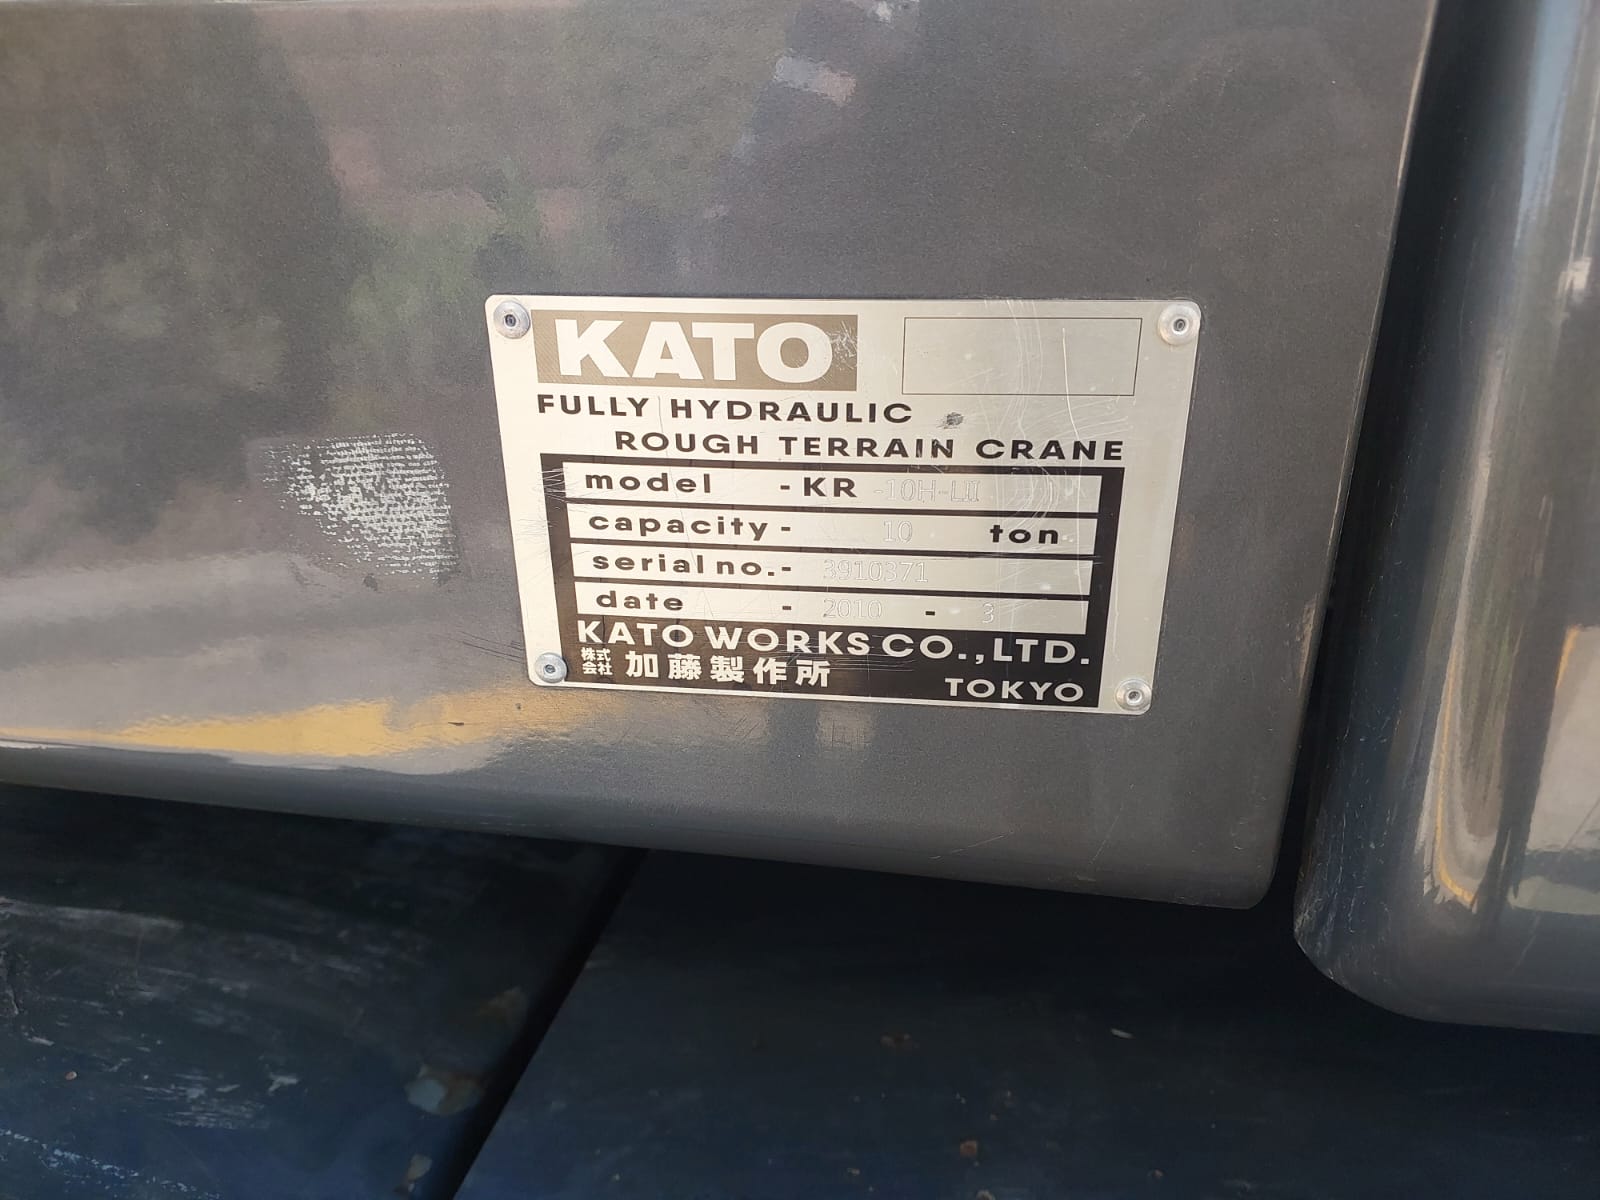 KATO
FULLY HYDRAULIC
ROUGH TERRAIN CRANE
model - KR -10H-LII
capacity - 10 ton
serial no. - 3910371
date - 2010 - 3
KATO WORKS CO., LTD.
株式会社 加藤製作所
TOKYO